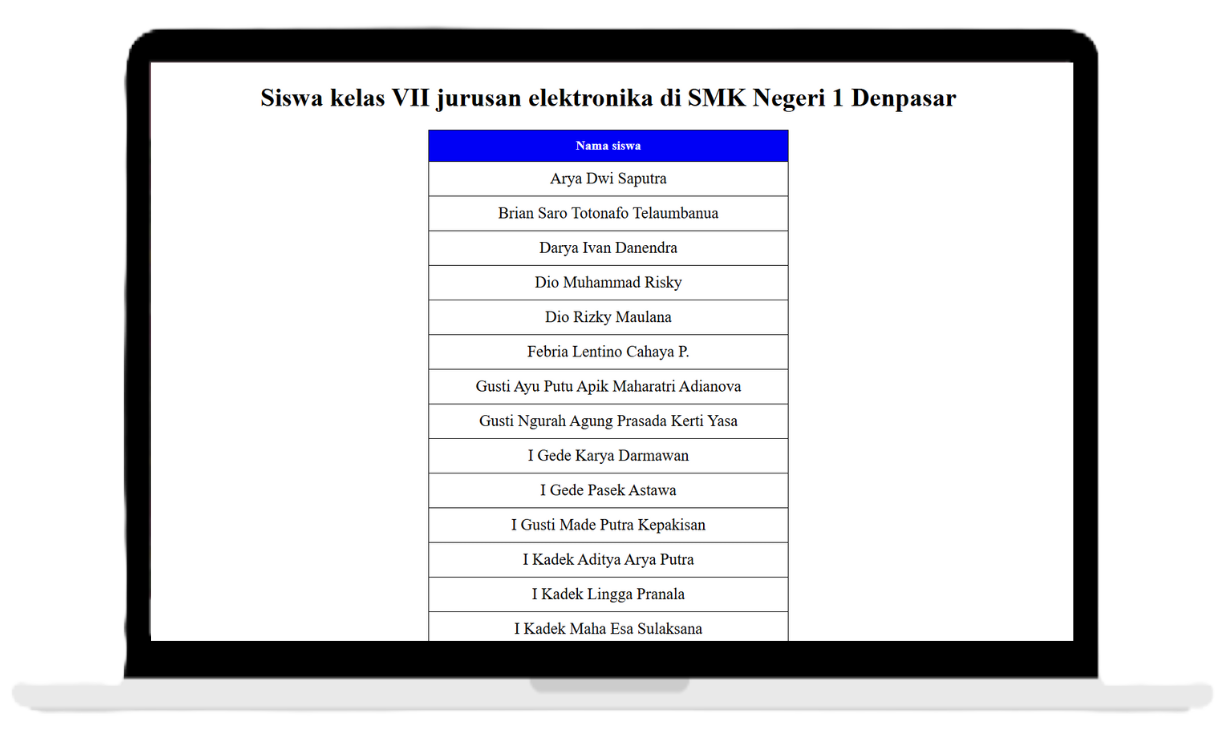 Siswa kelas VII jurusan elektronika di SMK Negeri 1 Denpasar
Nama siswa
Arya Dwi Saputra
Brian Saro Totonafo Telaumbanua
Darya Ivan Danendra
Dio Muhammad Risky
Dio Rizky Maulana
Febria Lentino Cahaya P.
Gusti Ayu Putu Apik Maharatri Adianova
Gusti Ngurah Agung Prasada Kerti Yasa
I Gede Karya Darmawan
I Gede Pasek Astawa
I Gusti Made Putra Kepakisan
I Kadek Aditya Arya Putra
I Kadek Lingga Pranala
I Kadek Maha Esa Sulaksana